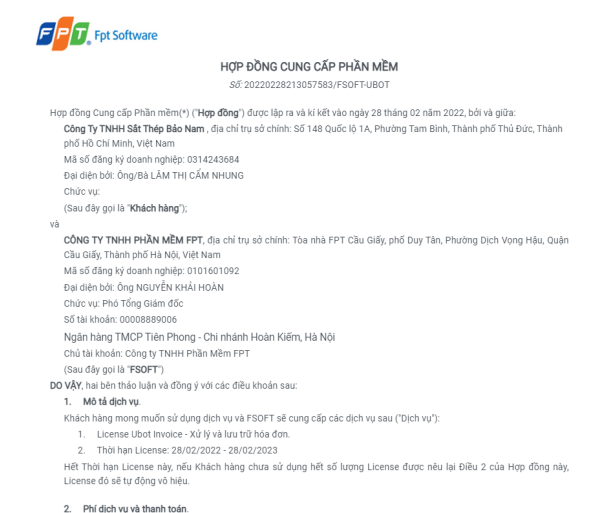 FPT. Fpt Software
HỢP ĐỒNG CUNG CẤP PHẦN MỀM
Số: 20220228213057583/FSOFT-UBOT
Hợp đồng Cung cấp Phần mềm(*) ("Hợp đồng") được lập ra và kí kết vào ngày 28 tháng 02 năm 2022, bởi và giữa:
Công Ty TNHH Sắt Thép Bảo Nam , địa chỉ trụ sở chính: Số 148 Quốc lộ 1A, Phường Tam Bình, Thành phố Thủ Đức, Thành
phố Hồ Chí Minh, Việt Nam
Mã số đăng ký doanh nghiệp: 0314243684
Đại diện bởi: Ông/Bà LÂM THỊ CẨM NHUNG
Chức vụ:
(Sau đây gọi là "Khách hàng");
và
CÔNG TY TNHH PHẦN MỀM FPT, địa chỉ trụ sở chính: Tòa nhà FPT Cầu Giấy, phố Duy Tân, Phường Dịch Vọng Hậu, Quận
Cầu Giấy, Thành phố Hà Nội, Việt Nam
Mã số đăng ký doanh nghiệp: 0101601092
Đại diện bởi: Ông NGUYỄN KHẢI HOÀN
Chức vụ: Phó Tổng Giám đốc
Số tài khoản: 00008889006
Ngân hàng TMCP Tiên Phong - Chi nhánh Hoàn Kiếm, Hà Nội
Chủ tài khoản: Công ty TNHH Phần Mềm FPT
(Sau đây gọi là "FSOFT")
DO VẬY, hai bên thảo luận và đồng ý với các điều khoản sau:
1. Mô tả dịch vụ.
Khách hàng mong muốn sử dụng dịch vụ và FSOFT sẽ cung cấp các dịch vụ sau ("Dịch vụ"):
1. License Ubot Invoice - Xử lý và lưu trữ hóa đơn.
2. Thời hạn License: 28/02/2022 - 28/02/2023
Hết Thời hạn License này, nếu Khách hàng chưa sử dụng hết số lượng License được nêu lại Điều 2 của Hợp đồng này,
License đó sẽ tự động vô hiệu.
2. Phí dịch vụ và thanh toán.